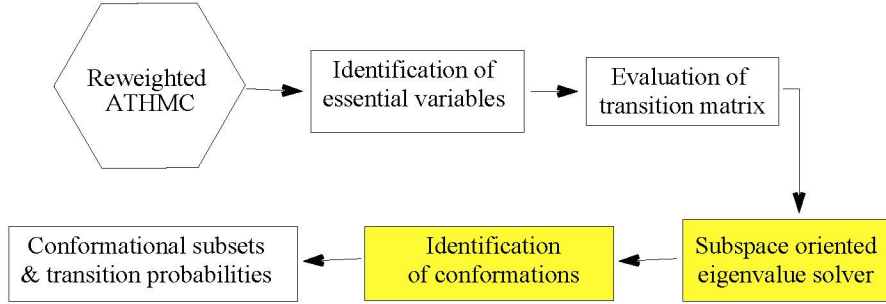 Reweighted
ATHMC
Identification of
essential variables
Evaluation of
transition matrix
Subspace oriented
eigenvalue solver
Identification
of conformations
Conformational subsets
& transition probabilities